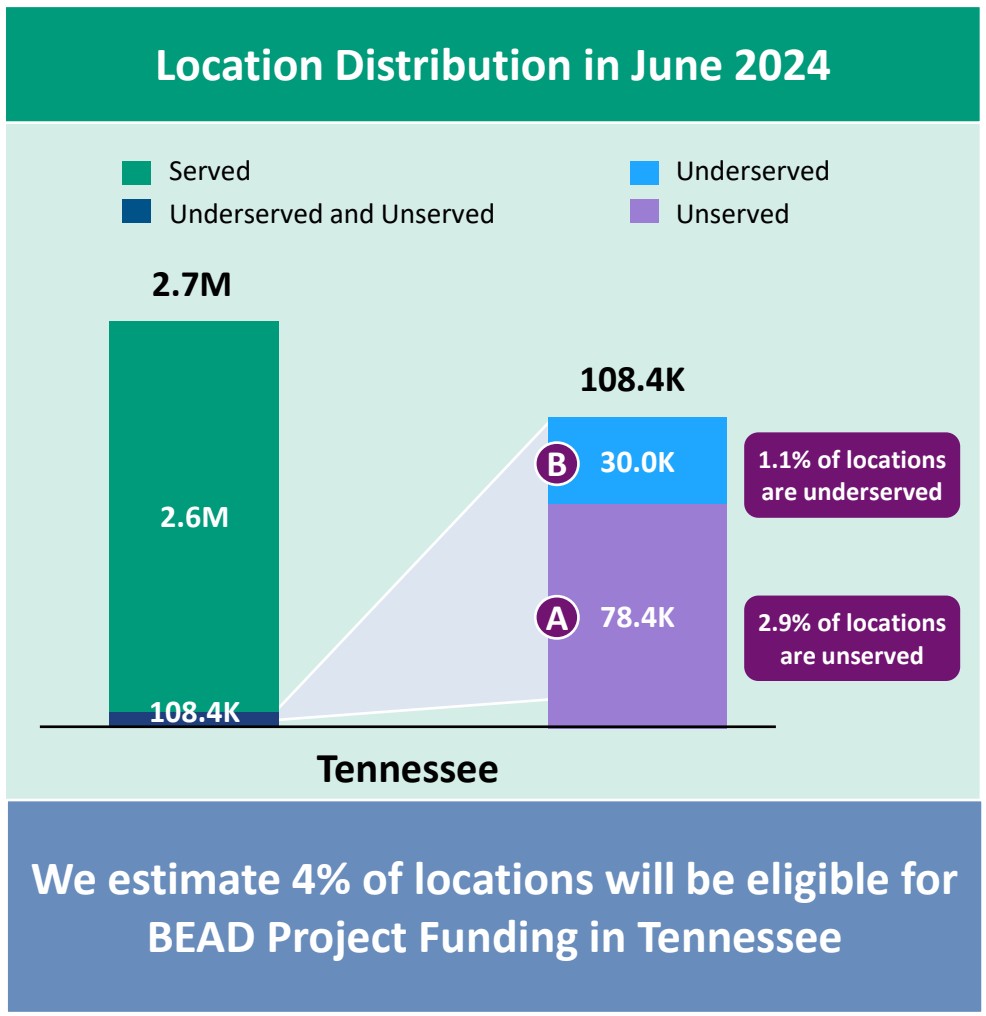 Location Distribution in June 2024
Served
Underserved
Underserved and Unserved
Unserved
2.7M
2.6M
108.4K
108.4K
B
30.0K
1.1% of locations
are underserved
A
78.4K
2.9% of locations
are unserved
Tennessee
We estimate 4% of locations will be eligible for
BEAD Project Funding in Tennessee